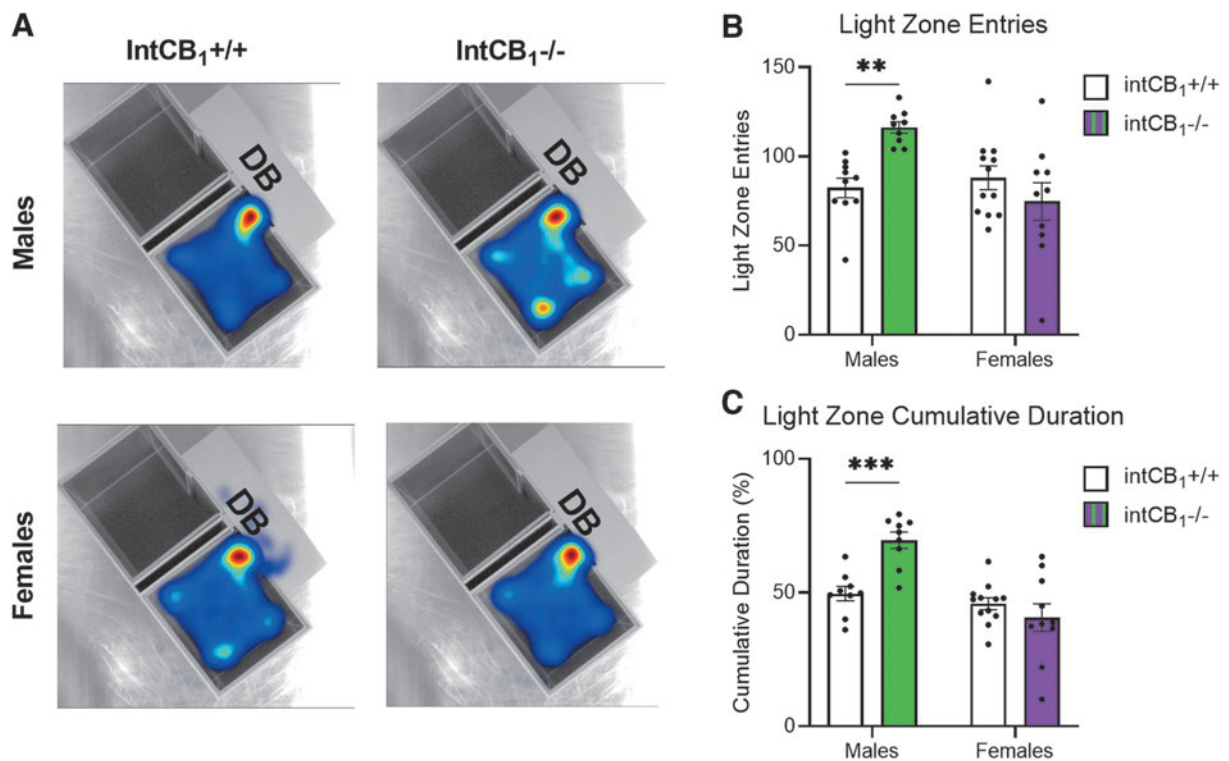 A
IntCB₁+/+
IntCB₁-/-
Males
DB
DB
Females
DB
DB
B
Light Zone Entries
Light Zone Entries
150
100
50
0
**
Males
Females
intCB₁+/+
intCB₁-/-
C
Light Zone Cumulative Duration
Cumulative Duration (%)
100
50
0
***
Males
Females
intCB₁+/+
intCB₁-/-